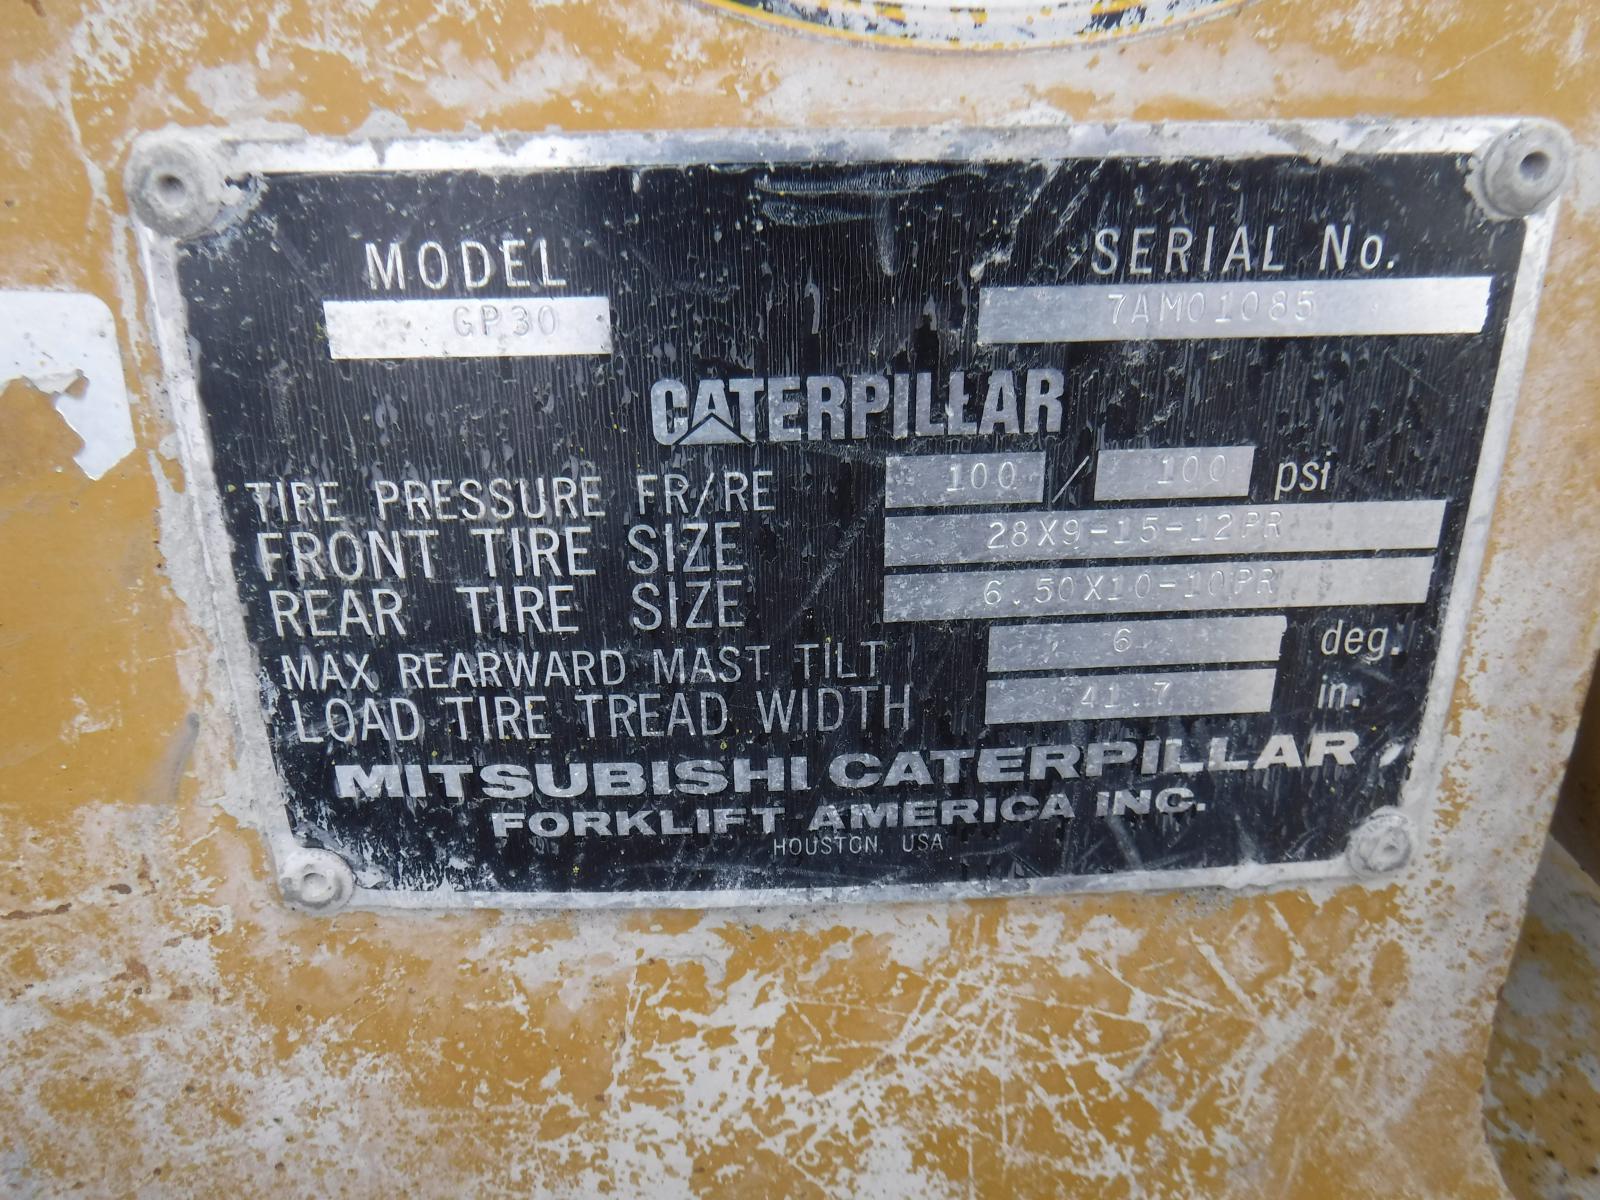 MODEL SERIAL No.
GP30 7AM01085
CATERPILLAR
TIRE PRESSURE FR/RE 100 / 100 psi
FRONT TIRE SIZE 28X9-15-12PR
REAR TIRE SIZE 6.50X10-10PR
MAX REARWARD MAST TILT 6 deg.
LOAD TIRE TREAD WIDTH 41.7 in.
MITSUBISHI CATERPILLAR
FORKLIFT AMERICA INC.
HOUSTON, USA